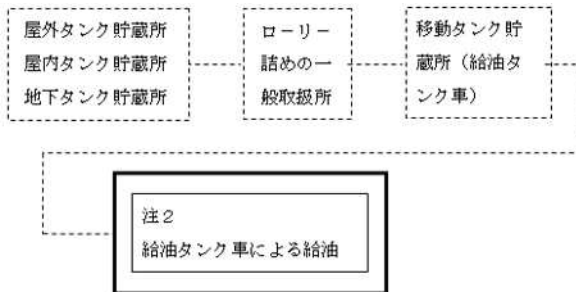 屋外タンク貯蔵所
屋内タンク貯蔵所
地下タンク貯蔵所
ローリー
詰めの一
般取扱所
移動タンク貯
蔵所（給油タ
ンク車）
注２
給油タンク車による給油